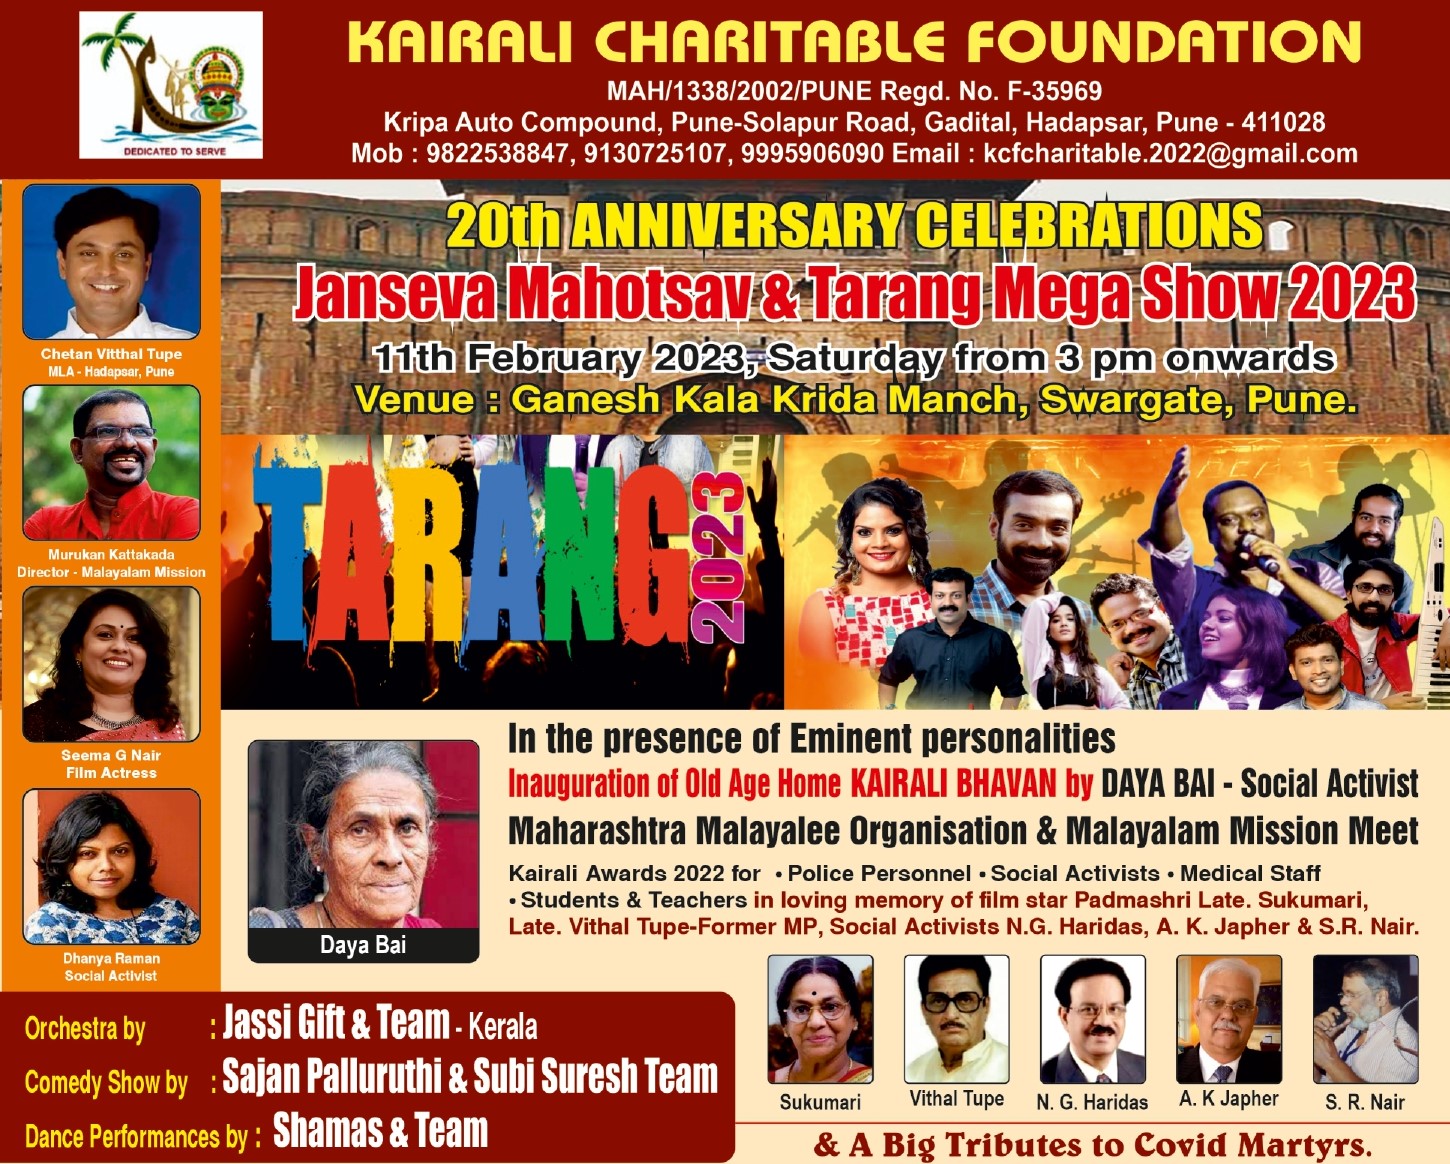 DEDICATED TO SERVE
KAIRALI CHARITABLE FOUNDATION
MAH/1338/2002/PUNE Regd. No. F-35969
Kripa Auto Compound, Pune-Solapur Road, Gadital, Hadapsar, Pune - 411028
Mob : 9822538847, 9130725107, 9995906090 Email : kcfcharitable.2022@gmail.com
20th ANNIVERSARY CELEBRATIONS
Janseva Mahotsav & Tarang Mega Show 2023
11th February 2023, Saturday from 3 pm onwards
Venue : Ganesh Kala Krida Manch, Swargate, Pune.
Chetan Vitthal Tupe
MLA - Hadapsar, Pune
Murukan Kattakada
Director - Malayalam Mission
Seema G Nair
Film Actress
Dhanya Raman
Social Activist
TARANG 2023
In the presence of Eminent personalities
Inauguration of Old Age Home KAIRALI BHAVAN by DAYA BAI - Social Activist
Maharashtra Malayalee Organisation & Malayalam Mission Meet
Kairali Awards 2022 for • Police Personnel • Social Activists • Medical Staff
• Students & Teachers in loving memory of film star Padmashri Late. Sukumari,
Late. Vithal Tupe-Former MP, Social Activists N.G. Haridas, A. K. Japher & S.R. Nair.
Daya Bai
Sukumari
Vithal Tupe
N. G. Haridas
A. K Japher
S. R. Nair
Orchestra by : Jassi Gift & Team - Kerala
Comedy Show by : Sajan Palluruthi & Subi Suresh Team
Dance Performances by : Shamas & Team
& A Big Tributes to Covid Martyrs.